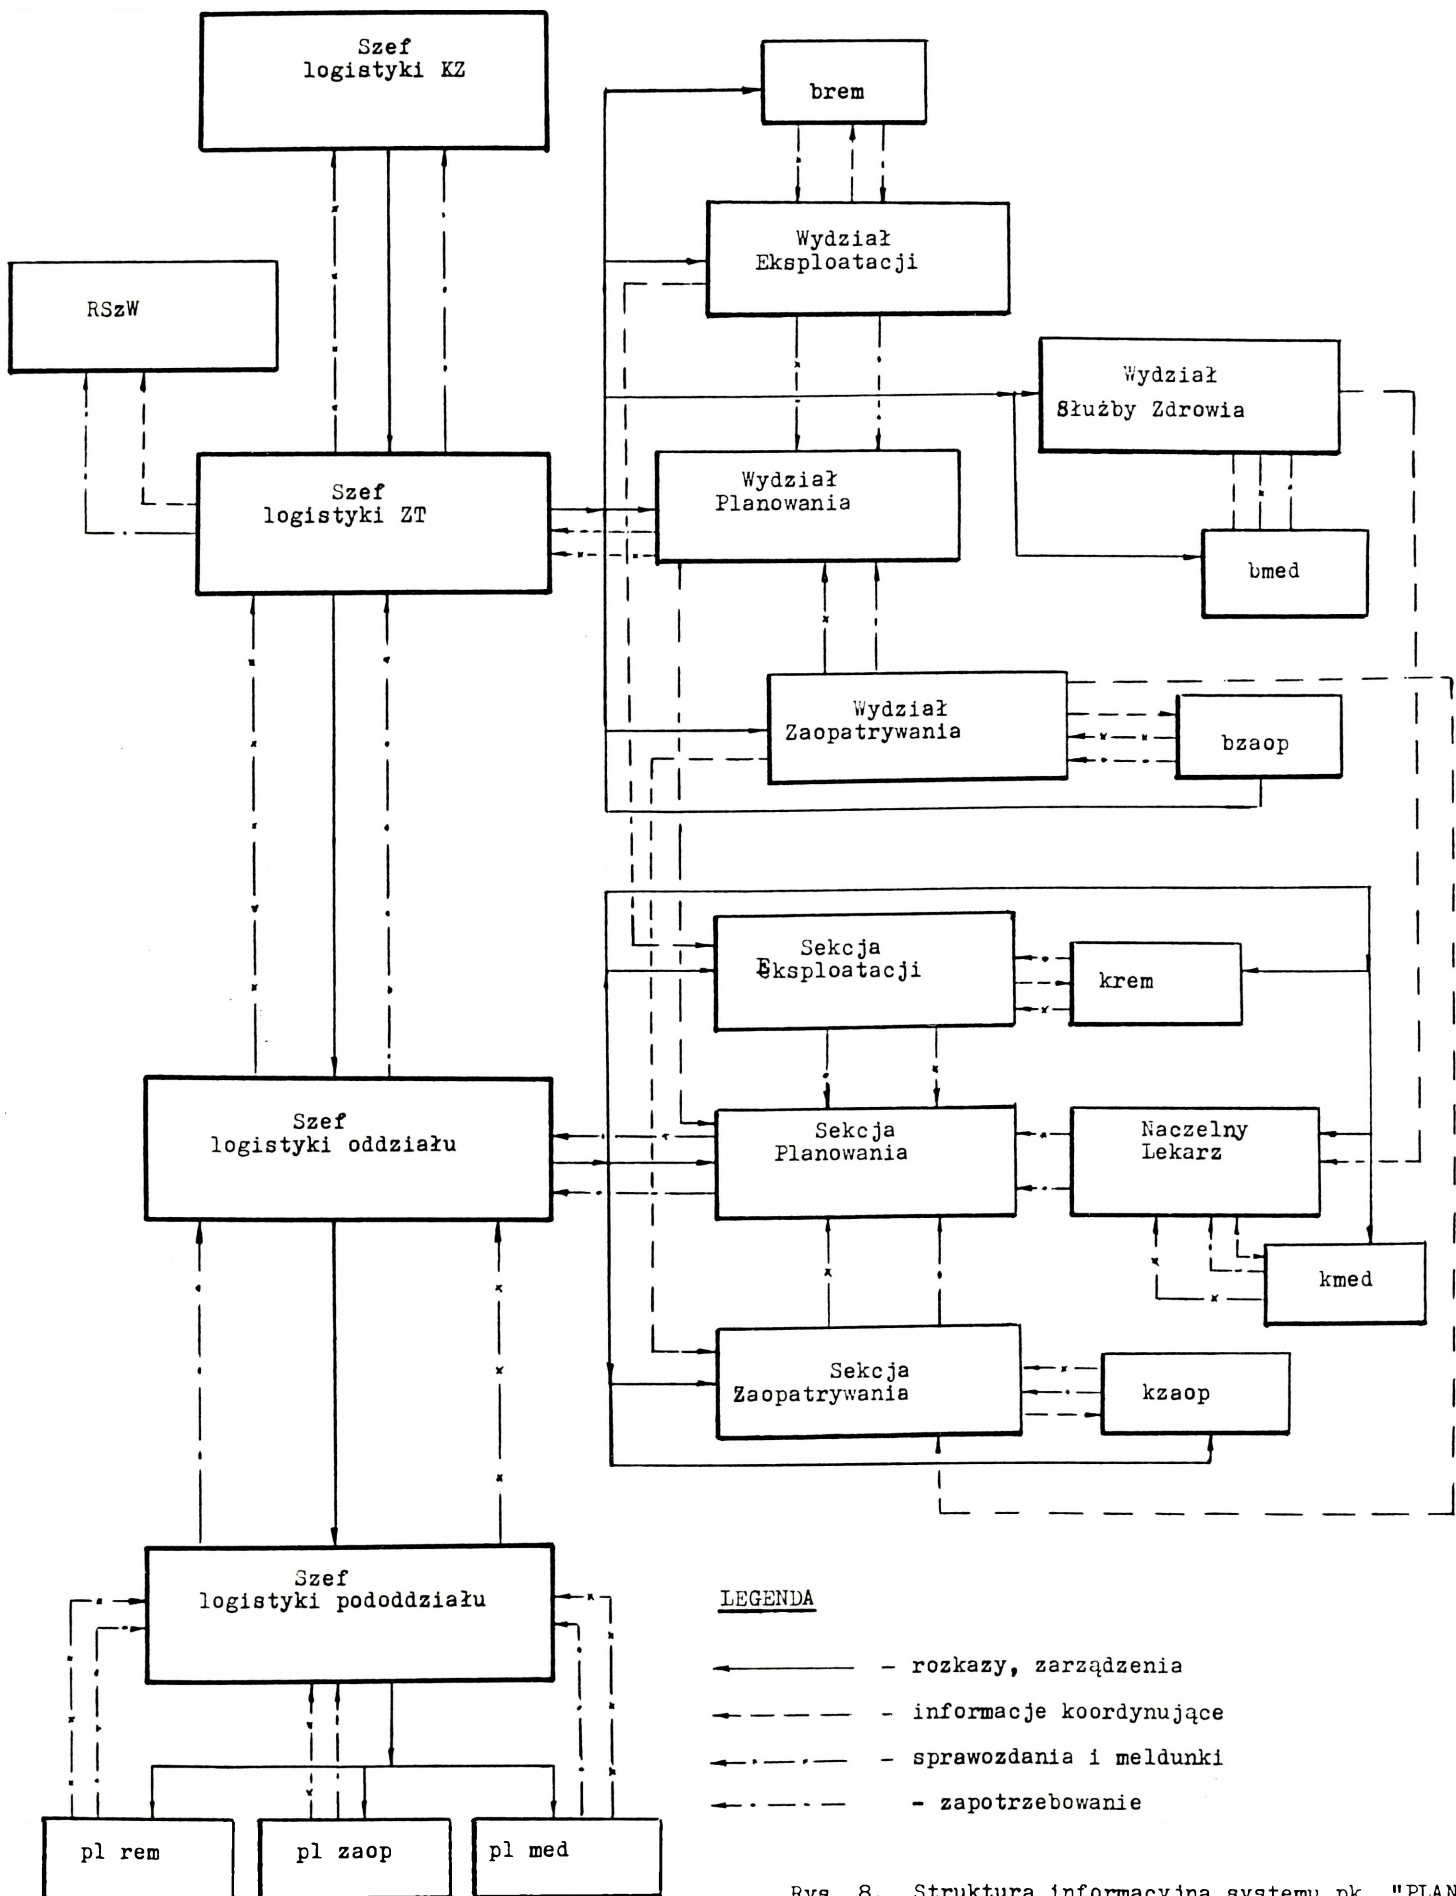 Szef
logistyki KZ
brem
Wydział
Eksploatacji
RSzW
Wydział
Służby Zdrowia
Szef
logistyki ZT
Wydział
Planowania
bmed
Wydział
Zaopatrywania
bzaop
Sekcja
Eksploatacji
krem
Szef
logistyki oddziału
Sekcja
Planowania
Naczelny
Lekarz
kmed
Sekcja
Zaopatrywania
kzaop
Szef
logistyki pododdziału
pl rem
pl zaop
pl med
LEGENDA
- rozkazy, zarządzenia
- informacje koordynujące
- sprawozdania i meldunki
- zapotrzebowanie
Rys. 8. Struktura informacyjna systemu pk. "PLAN